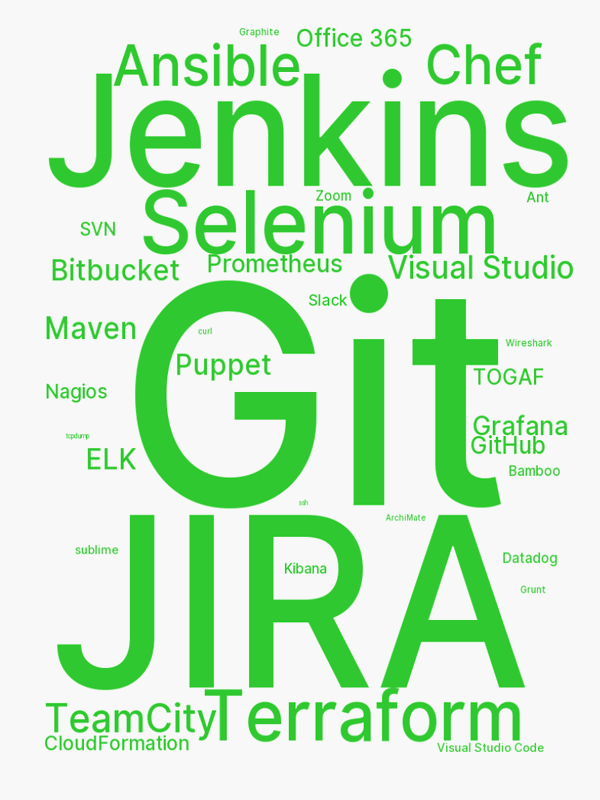 Graphite
Office 365
Ansible
Chef
Jenkins
Zoom
Ant
Selenium
SVN
Bitbucket
Prometheus
Visual Studio
Slack
Maven
curl
Git
Wireshark
Puppet
TOGAF
Nagios
Grafana
tcpdump
GitHub
ELK
Bamboo
ssh
ArchiMate
JIRA
sublime
Datadog
Kibana
Grunt
TeamCity
Terraform
CloudFormation
Visual Studio Code